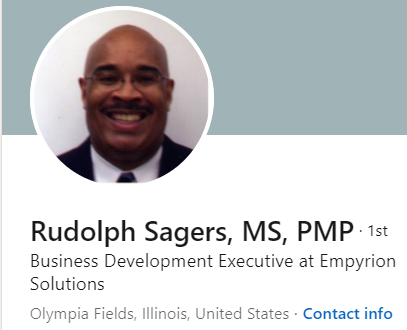 Rudolph Sagers, MS, PMP · 1st
Business Development Executive at Empyrion
Solutions
Olympia Fields, Illinois, United States · Contact info